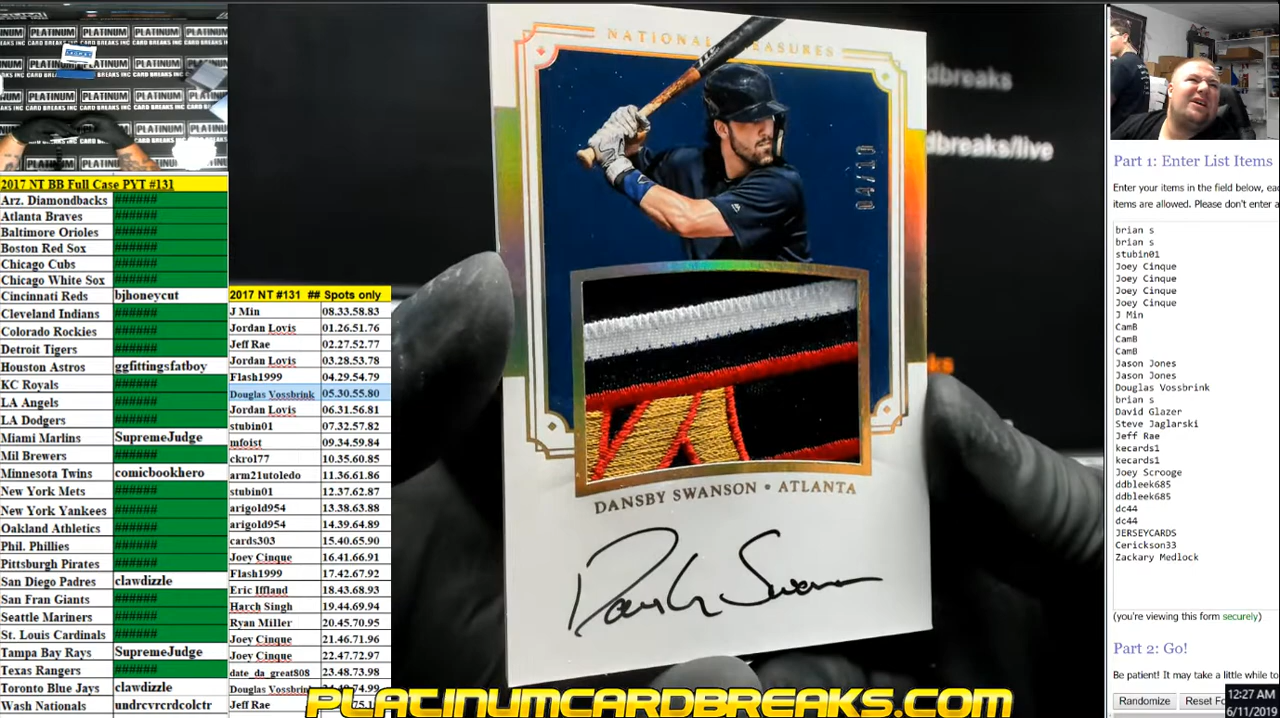 PLATINUM
CARD BREAKS INC
2017 NT BB Full Case PYT #131
Arz. Diamondbacks ######
Atlanta Braves ######
Baltimore Orioles ######
Boston Red Sox ######
Chicago Cubs ######
Chicago White Sox ######
Cincinnati Reds bjhoneycut
Cleveland Indians ######
Colorado Rockies ######
Detroit Tigers ######
Houston Astros ggfittingsfatboy
KC Royals ######
LA Angels ######
LA Dodgers ######
Miami Marlins SupremeJudge
Mil Brewers ######
Minnesota Twins comicbookhero
New York Mets ######
New York Yankees ######
Oakland Athletics ######
Phil. Phillies ######
Pittsburgh Pirates ######
San Diego Padres clawdizzle
San Fran Giants ######
Seattle Mariners ######
St. Louis Cardinals ######
Tampa Bay Rays SupremeJudge
Texas Rangers ######
Toronto Blue Jays clawdizzle
Wash Nationals undrcvrcrdcolctr
2017 NT #131 ## Spots only
J Min 08.33.58.83
Jordan Lovis 01.26.51.76
Jeff Rae 02.27.52.77
Jordan Lovis 03.28.53.78
Flash1999 04.29.54.79
Douglas Vossbrink 05.30.55.80
Jordan Lovis 06.31.56.81
stubin01 07.32.57.82
mfoist 09.34.59.84
ckrol77 10.35.60.85
arm21utoledo 11.36.61.86
stubin01 12.37.62.87
arigold954 13.38.63.88
arigold954 14.39.64.89
cards303 15.40.65.90
Joey Cinque 16.41.66.91
Flash1999 17.42.67.92
Eric Iffland 18.43.68.93
Harch Singh 19.44.69.94
Ryan Miller 20.45.70.95
Joey Cinque 21.46.71.96
Joey Cinque 22.47.72.97
date_da_great808 23.48.73.98
Douglas Vossbrink
Jeff Rae
NATIONAL TREASURES
DANSBY SWANSON • ATLANTA
Dansby Swanson
rdbreaks
rdbreaks/live
PLATINUMCARDBREAKS.COM
Part 1: Enter List Items
Enter your items in the field below, ea
items are allowed. Please don't enter a
brian s
brian s
stubin01
Joey Cinque
Joey Cinque
Joey Cinque
Joey Cinque
J Min
CamB
CamB
CamB
Jason Jones
Jason Jones
Douglas Vossbrink
brian s
David Glazer
Steve Jaglarski
Jeff Rae
kecards1
kecards1
Joey Scrooge
ddbleek685
ddbleek685
dc44
dc44
JERSEYCARDS
Cerickson33
Zackary Medlock
(you're viewing this form securely)
Part 2: Go!
Be patient! It may take a little while to
Randomize Reset Fo
12:27 AM
6/11/2019